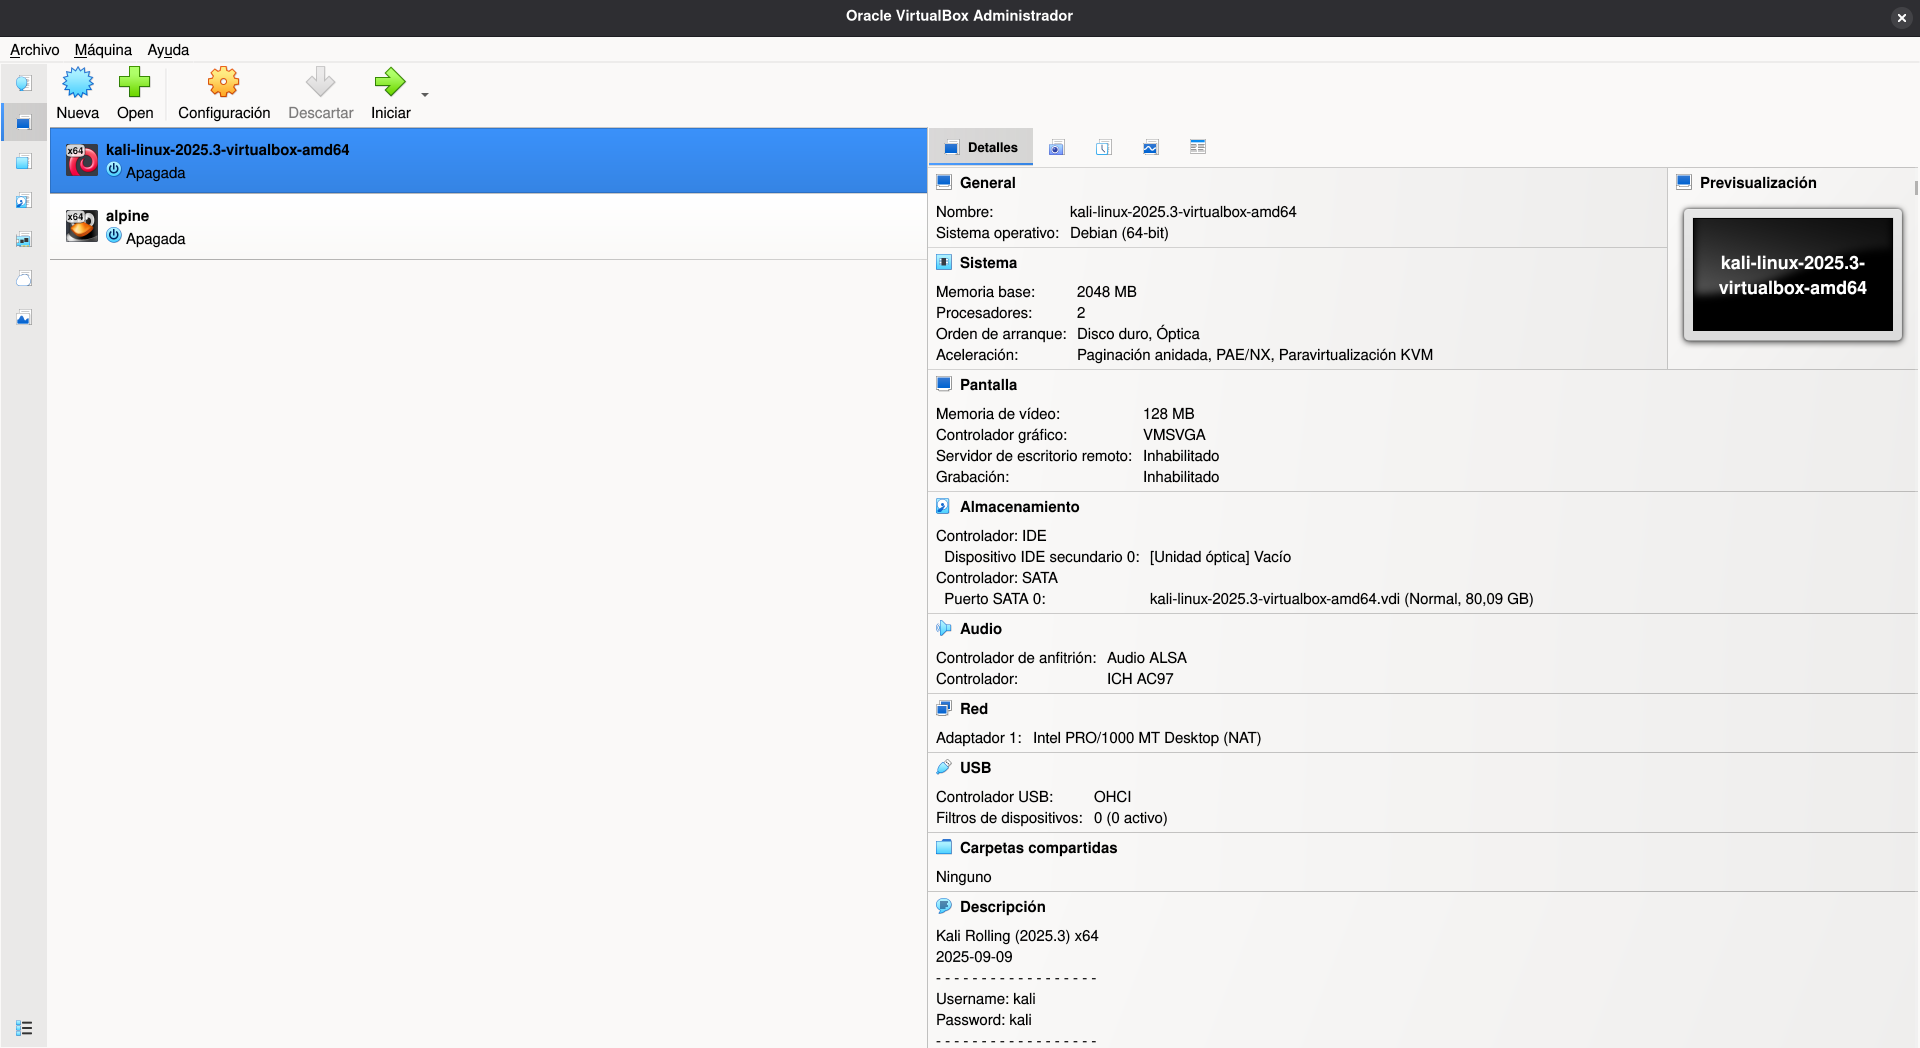 Oracle VirtualBox Administrador
Archivo Máquina Ayuda
Nueva Open Configuración Descartar Iniciar
x64 kali-linux-2025.3-virtualbox-amd64
Apagada
x64 alpine
Apagada
Detalles
General
Nombre: kali-linux-2025.3-virtualbox-amd64
Sistema operativo: Debian (64-bit)
Previsualización
kali-linux-2025.3-
virtualbox-amd64
Sistema
Memoria base: 2048 MB
Procesadores: 2
Orden de arranque: Disco duro, Óptica
Aceleración: Paginación anidada, PAE/NX, Paravirtualización KVM
Pantalla
Memoria de vídeo: 128 MB
Controlador gráfico: VMSVGA
Servidor de escritorio remoto: Inhabilitado
Grabación: Inhabilitado
Almacenamiento
Controlador: IDE
Dispositivo IDE secundario 0: [Unidad óptica] Vacío
Controlador: SATA
Puerto SATA 0: kali-linux-2025.3-virtualbox-amd64.vdi (Normal, 80,09 GB)
Audio
Controlador de anfitrión: Audio ALSA
Controlador: ICH AC97
Red
Adaptador 1: Intel PRO/1000 MT Desktop (NAT)
USB
Controlador USB: OHCI
Filtros de dispositivos: 0 (0 activo)
Carpetas compartidas
Ninguno
Descripción
Kali Rolling (2025.3) x64
2025-09-09
- - - - - - - - - - - - - - - - - -
Username: kali
Password: kali
- - - - - - - - - - - - - - - - - -